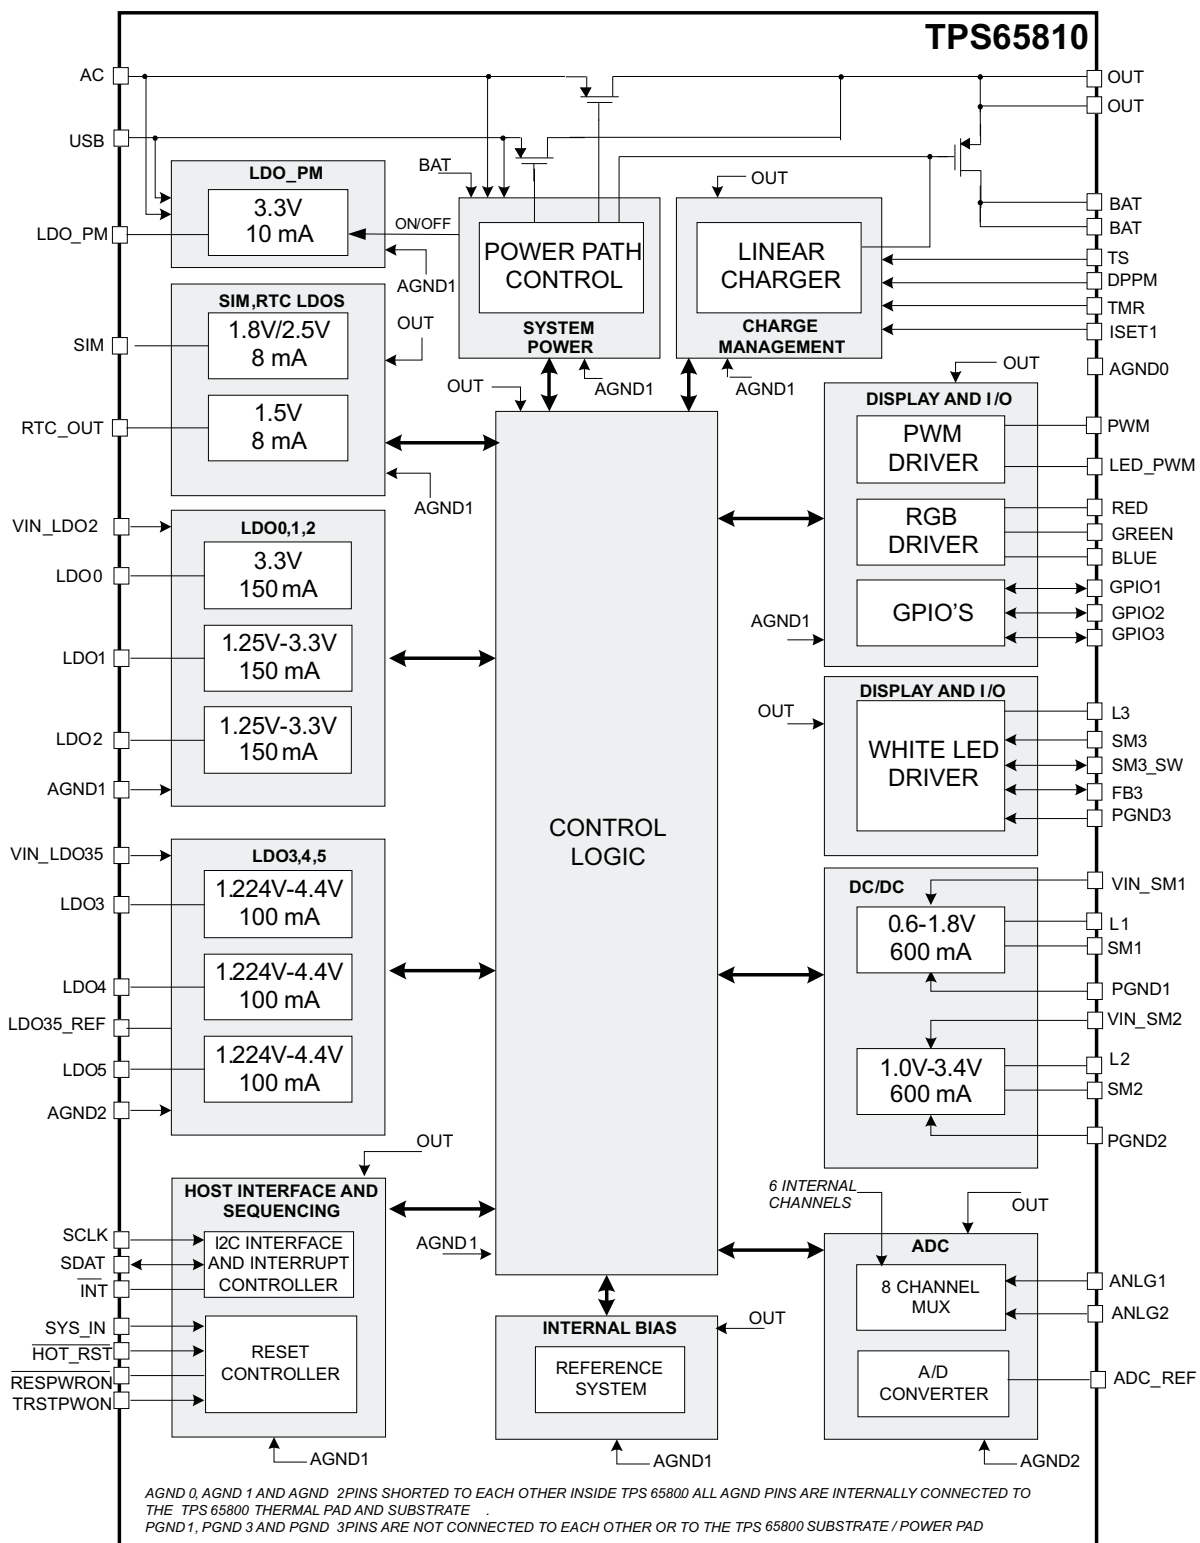 TPS65810
AC
USB
LDO_PM
SIM
RTC_OUT
VIN_LDO2
LDO0
LDO1
LDO2
AGND1
VIN_LDO35
LDO3
LDO4
LDO35_REF
LDO5
AGND2
SCLK
SDAT
INT
SYS_IN
HOT_RST
RESPWRON
TRSTPWON
LDO_PM
3.3V
10 mA
ON/OFF
AGND1
SIM,RTC LDOS
1.8V/2.5V
8 mA
1.5V
8 mA
OUT
AGND1
LDO0,1,2
3.3V
150 mA
1.25V-3.3V
150 mA
1.25V-3.3V
150 mA
LDO3,4,5
1.224V-4.4V
100 mA
1.224V-4.4V
100 mA
1.224V-4.4V
100 mA
OUT
HOST INTERFACE AND
SEQUENCING
I2C INTERFACE
AND INTERRUPT
CONTROLLER
RESET
CONTROLLER
AGND1
BAT
POWER PATH
CONTROL
SYSTEM
POWER
AGND1
OUT
LINEAR
CHARGER
CHARGE
MANAGEMENT
AGND1
OUT
CONTROL
LOGIC
AGND1
INTERNAL BIAS
REFERENCE
SYSTEM
OUT
AGND1
OUT
DISPLAY AND I/O
PWM
DRIVER
RGB
DRIVER
GPIO'S
AGND1
DISPLAY AND I/O
OUT
WHITE LED
DRIVER
DC/DC
0.6-1.8V
600 mA
1.0V-3.4V
600 mA
6 INTERNAL
CHANNELS
OUT
ADC
8 CHANNEL
MUX
A/D
CONVERTER
AGND2
OUT
OUT
BAT
BAT
TS
DPPM
TMR
ISET1
AGND0
PWM
LED_PWM
RED
GREEN
BLUE
GPIO1
GPIO2
GPIO3
L3
SM3
SM3_SW
FB3
PGND3
VIN_SM1
L1
SM1
PGND1
VIN_SM2
L2
SM2
PGND2
ANLG1
ANLG2
ADC_REF
AGND 0, AGND 1 AND AGND 2PINS SHORTED TO EACH OTHER INSIDE TPS 65800 ALL AGND PINS ARE INTERNALLY CONNECTED TO
THE TPS 65800 THERMAL PAD AND SUBSTRATE .
PGND 1, PGND 3 AND PGND 3PINS ARE NOT CONNECTED TO EACH OTHER OR TO THE TPS 65800 SUBSTRATE / POWER PAD